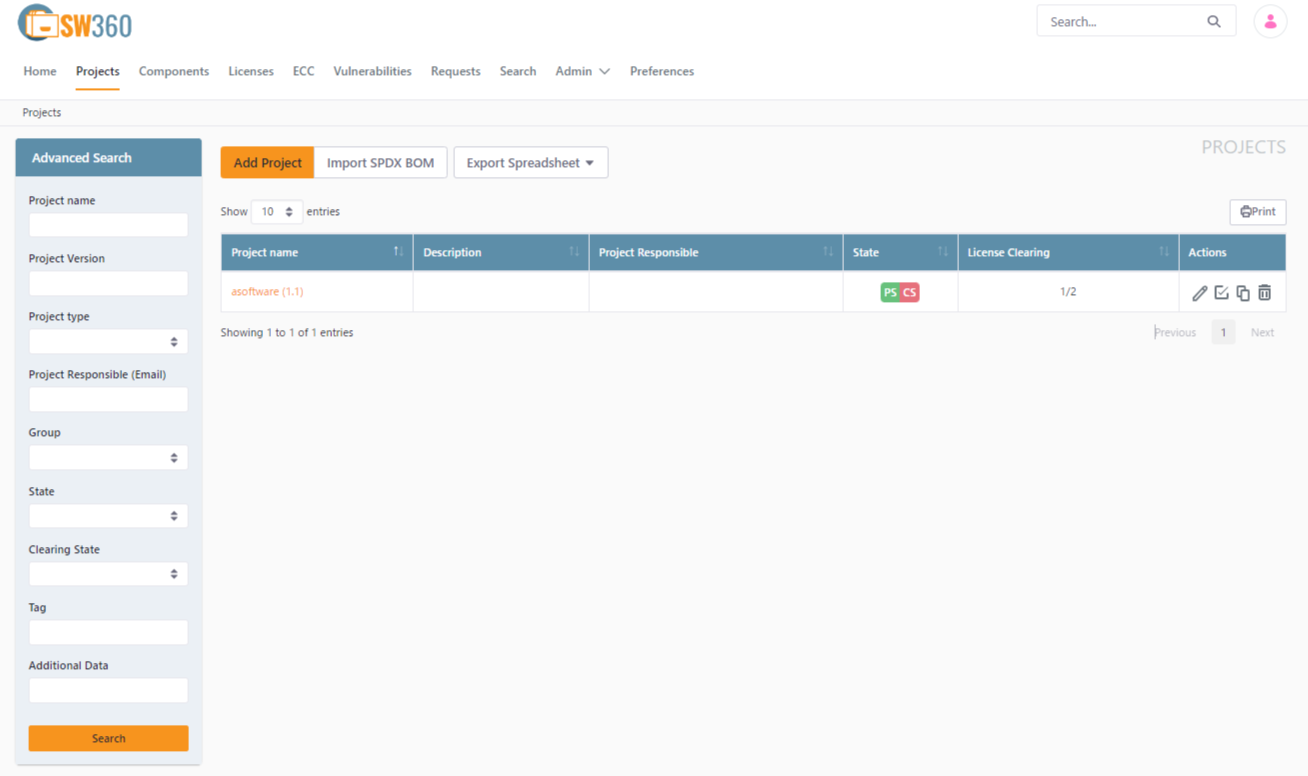 SW360
Search...
Home Projects Components Licenses ECC Vulnerabilities Requests Search Admin Preferences
Projects
Advanced Search
Project name
Project Version
Project type
Project Responsible (Email)
Group
State
Clearing State
Tag
Additional Data
Search
Add Project Import SPDX BOM Export Spreadsheet
PROJECTS
Show 10 entries
Print
Project name Description Project Responsible State License Clearing Actions
asoftware (1.1) PS CS 1/2
Showing 1 to 1 of 1 entries
Previous 1 Next